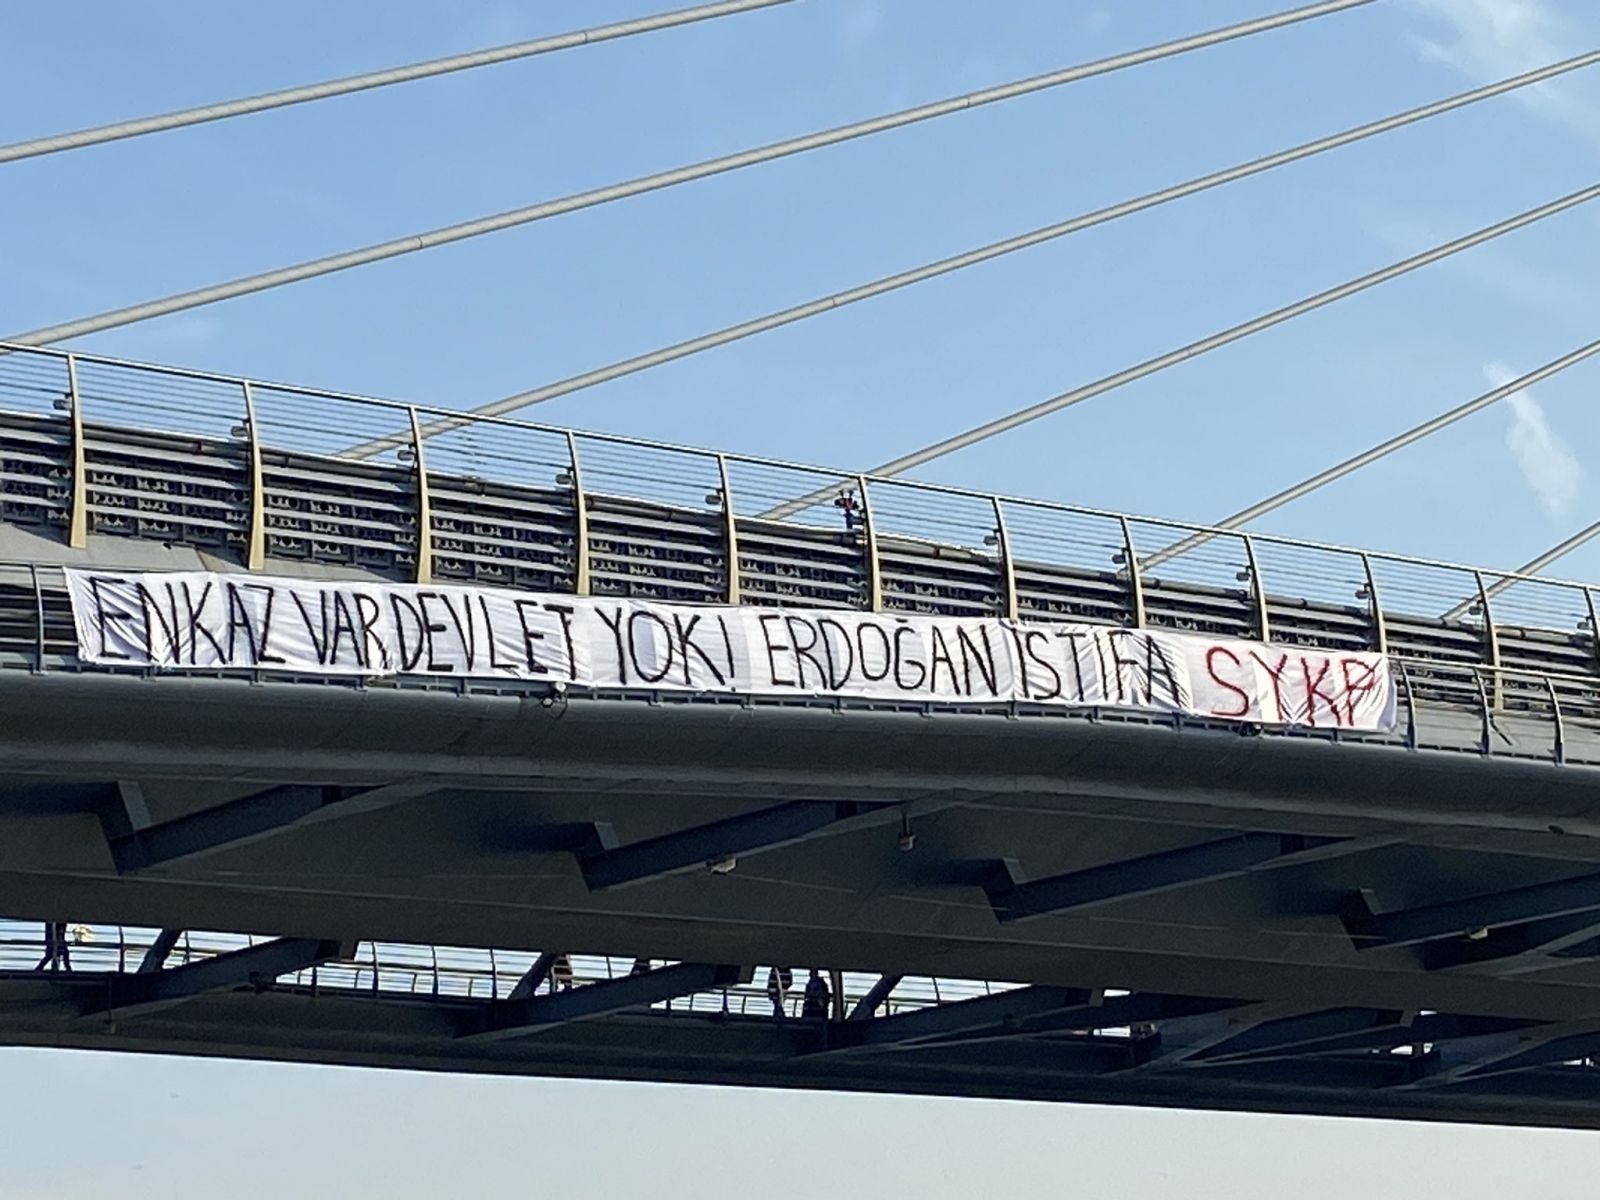 ENKAZ VAR DEVLET YOK! ERDOĞAN İSTİFA SYKP